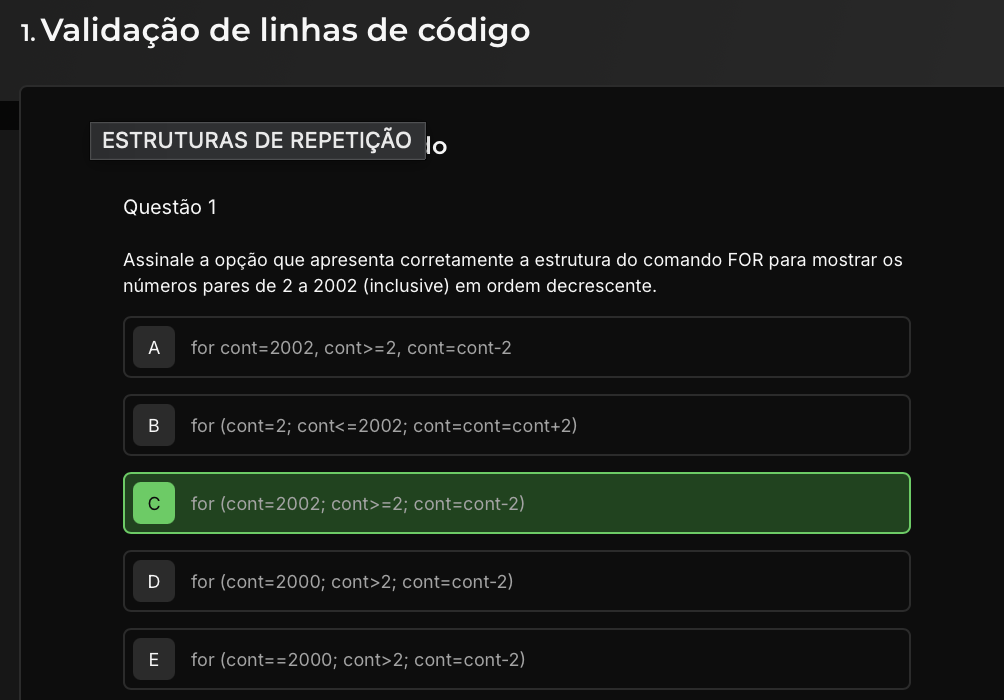 1. Validação de linhas de código
ESTRUTURAS DE REPETIÇÃO
Questão 1
Assinale a opção que apresenta corretamente a estrutura do comando FOR para mostrar os
números pares de 2 a 2002 (inclusive) em ordem decrescente.
A for cont=2002, cont>=2, cont=cont-2
B for (cont=2; cont<=2002; cont=cont=cont+2)
C for (cont=2002; cont>=2; cont=cont-2)
D for (cont=2000; cont>2; cont=cont-2)
E for (cont==2000; cont>2; cont=cont-2)